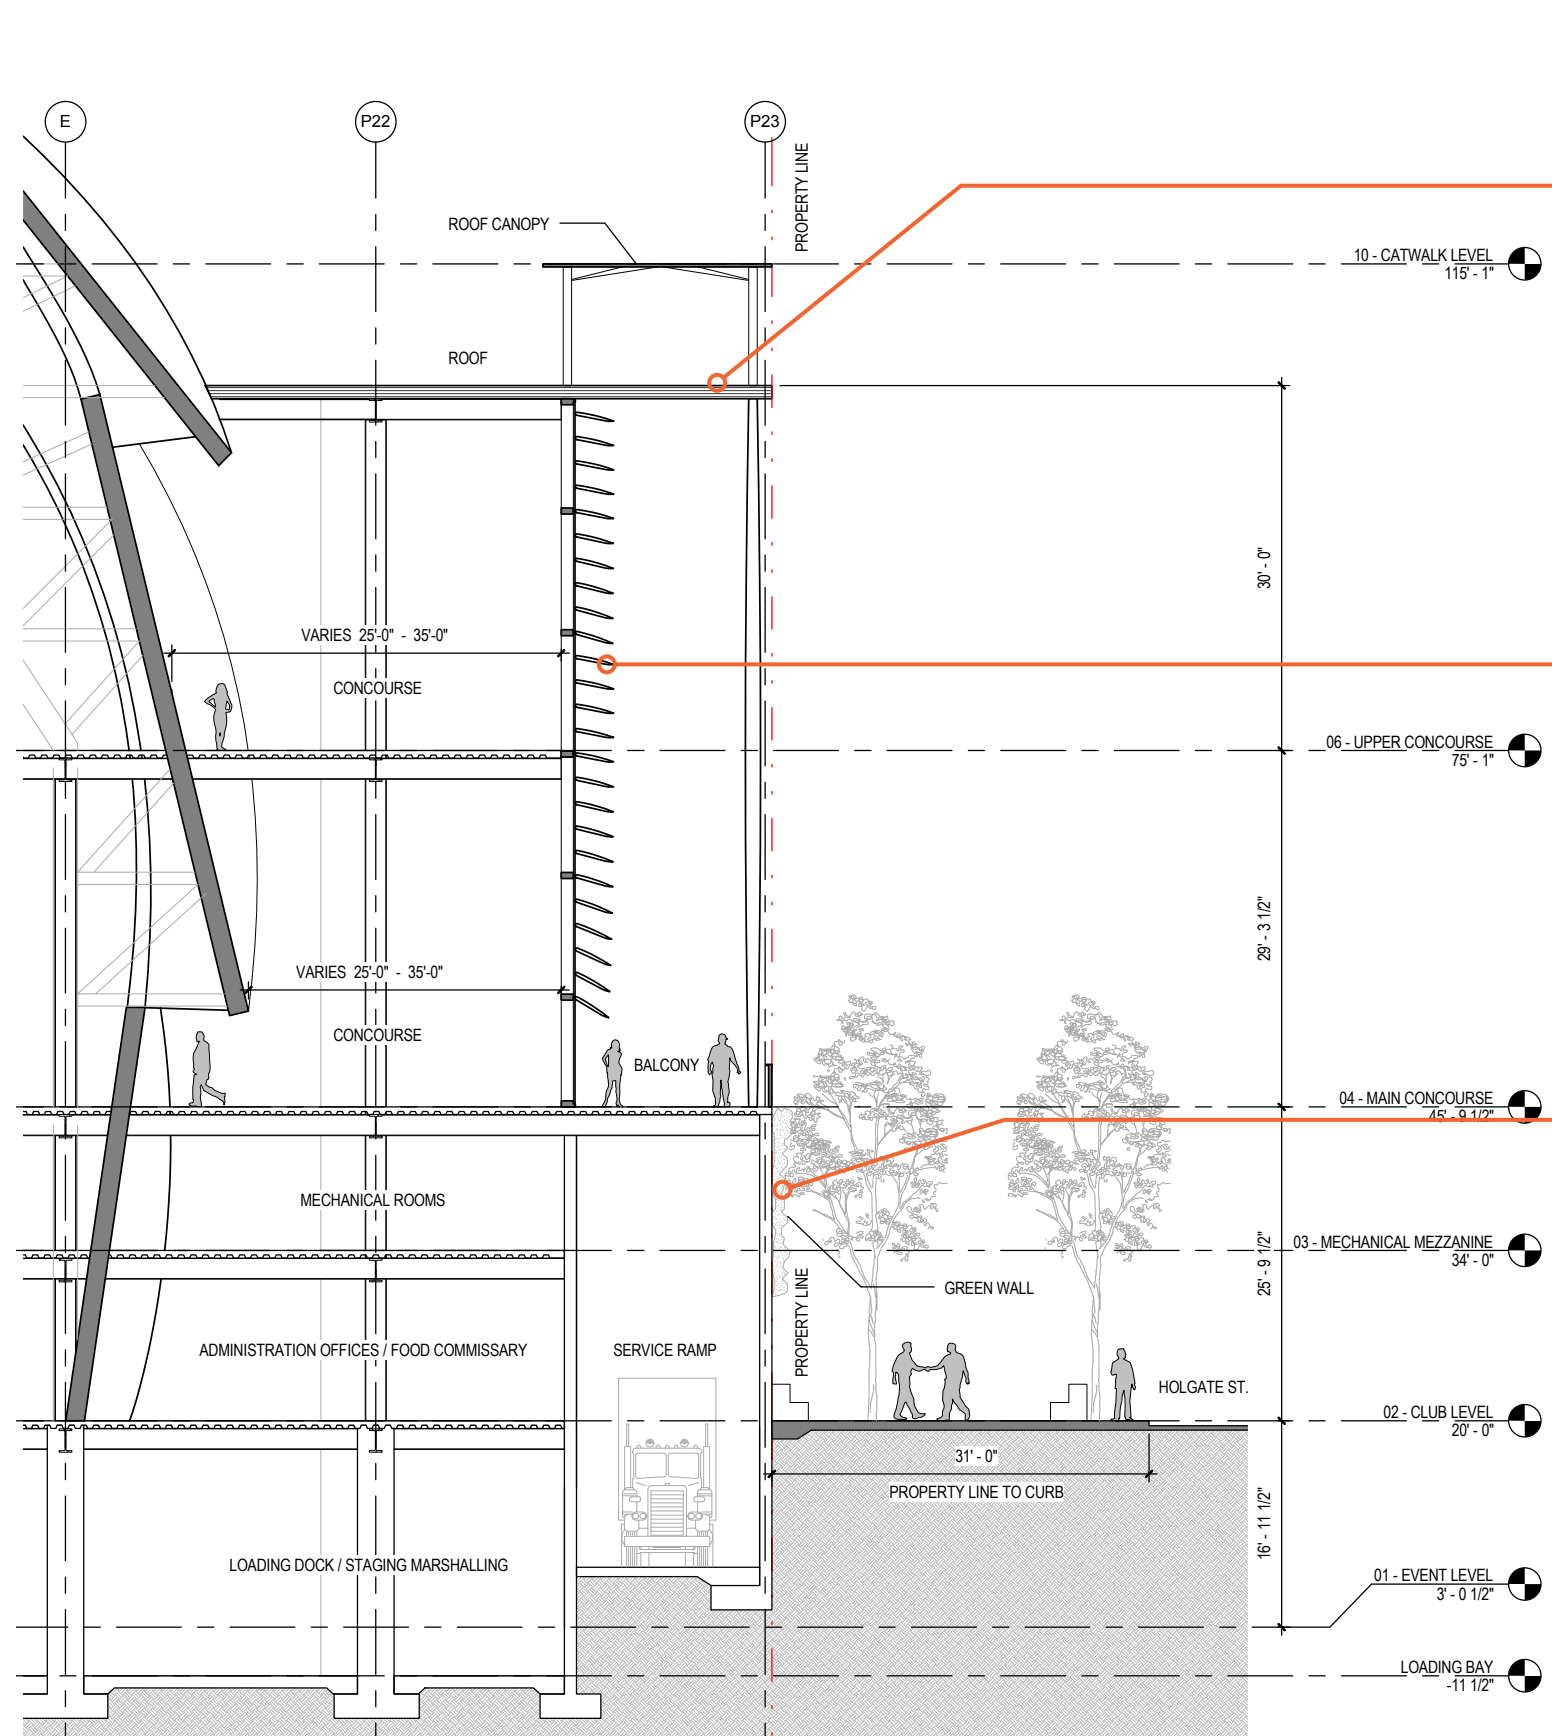 E
P22
P23
PROPERTY LINE
ROOF CANOPY
10 - CATWALK LEVEL
115' - 1"
ROOF
30' - 0"
VARIES 25'-0" - 35'-0"
CONCOURSE
06 - UPPER CONCOURSE
75' - 1"
29' - 3 1/2"
VARIES 25'-0" - 35'-0"
CONCOURSE
BALCONY
04 - MAIN CONCOURSE
45' - 9 1/2"
MECHANICAL ROOMS
03 - MECHANICAL MEZZANINE
34' - 0"
25' - 9 1/2"
GREEN WALL
PROPERTY LINE
ADMINISTRATION OFFICES / FOOD COMMISSARY
SERVICE RAMP
HOLGATE ST.
02 - CLUB LEVEL
20' - 0"
31' - 0"
PROPERTY LINE TO CURB
16' - 11 1/2"
LOADING DOCK / STAGING MARSHALLING
01 - EVENT LEVEL
3' - 0 1/2"
LOADING BAY
-11 1/2"